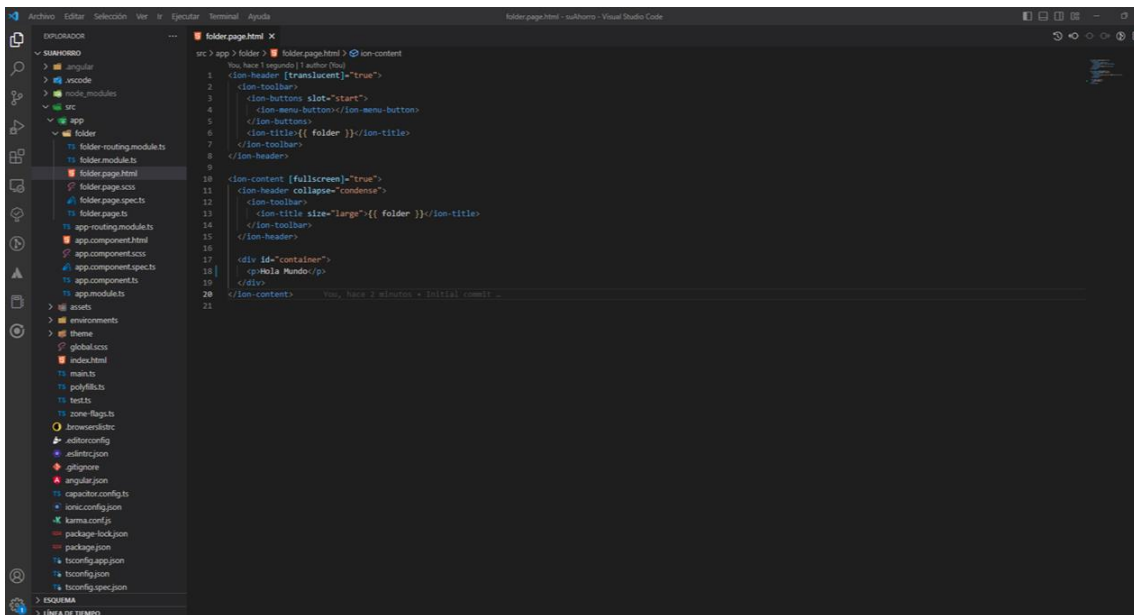 Archivo Editar Selección Ver Ir Ejecutar Terminal Ayuda
folder.page.html - suAhorro - Visual Studio Code
EXPLORADOR
SUAHORRO
.angular
.vscode
node_modules
src
app
folder
folder-routing.module.ts
folder.module.ts
folder.page.html
folder.page.scss
folder.page.spec.ts
folder.page.ts
app-routing.module.ts
app.component.html
app.component.scss
app.component.spec.ts
app.component.ts
app.module.ts
assets
environments
theme
global.scss
index.html
main.ts
polyfills.ts
test.ts
zone-flags.ts
.browserslistrc
.editorconfig
.eslintrc.json
.gitignore
angular.json
capacitor.config.ts
ionic.config.json
karma.conf.js
package-lock.json
package.json
tsconfig.app.json
tsconfig.json
tsconfig.spec.json
ESQUEMA
LÍNEA DE TIEMPO
folder.page.html
src > app > folder > folder.page.html > ion-content
You, hace 1 segundo | 1 author (You)
1 <ion-header [translucent]="true">
2 <ion-toolbar>
3 <ion-buttons slot="start">
4 <ion-menu-button></ion-menu-button>
5 </ion-buttons>
6 <ion-title>{{ folder }}</ion-title>
7 </ion-toolbar>
8 </ion-header>
9
10 <ion-content [fullscreen]="true">
11 <ion-header collapse="condense">
12 <ion-toolbar>
13 <ion-title size="large">{{ folder }}</ion-title>
14 </ion-toolbar>
15 </ion-header>
16
17 <div id="container">
18 <p>Hola Mundo</p>
19 </div>
20 </ion-content> You, hace 2 minutos • Initial commit …
21